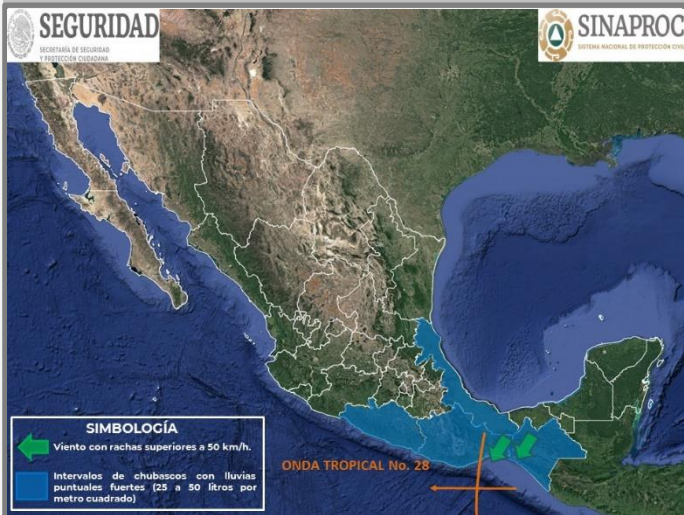 SEGURIDAD
SECRETARÍA DE SEGURIDAD
Y PROTECCIÓN CIUDADANA
SINAPROC
SISTEMA NACIONAL DE PROTECCIÓN CIVIL
SIMBOLOGÍA
Viento con rachas superiores a 50 km/h.
Intervalos de chubascos con lluvias
puntuales fuertes (25 a 50 litros por
metro cuadrado)
ONDA TROPICAL No. 28